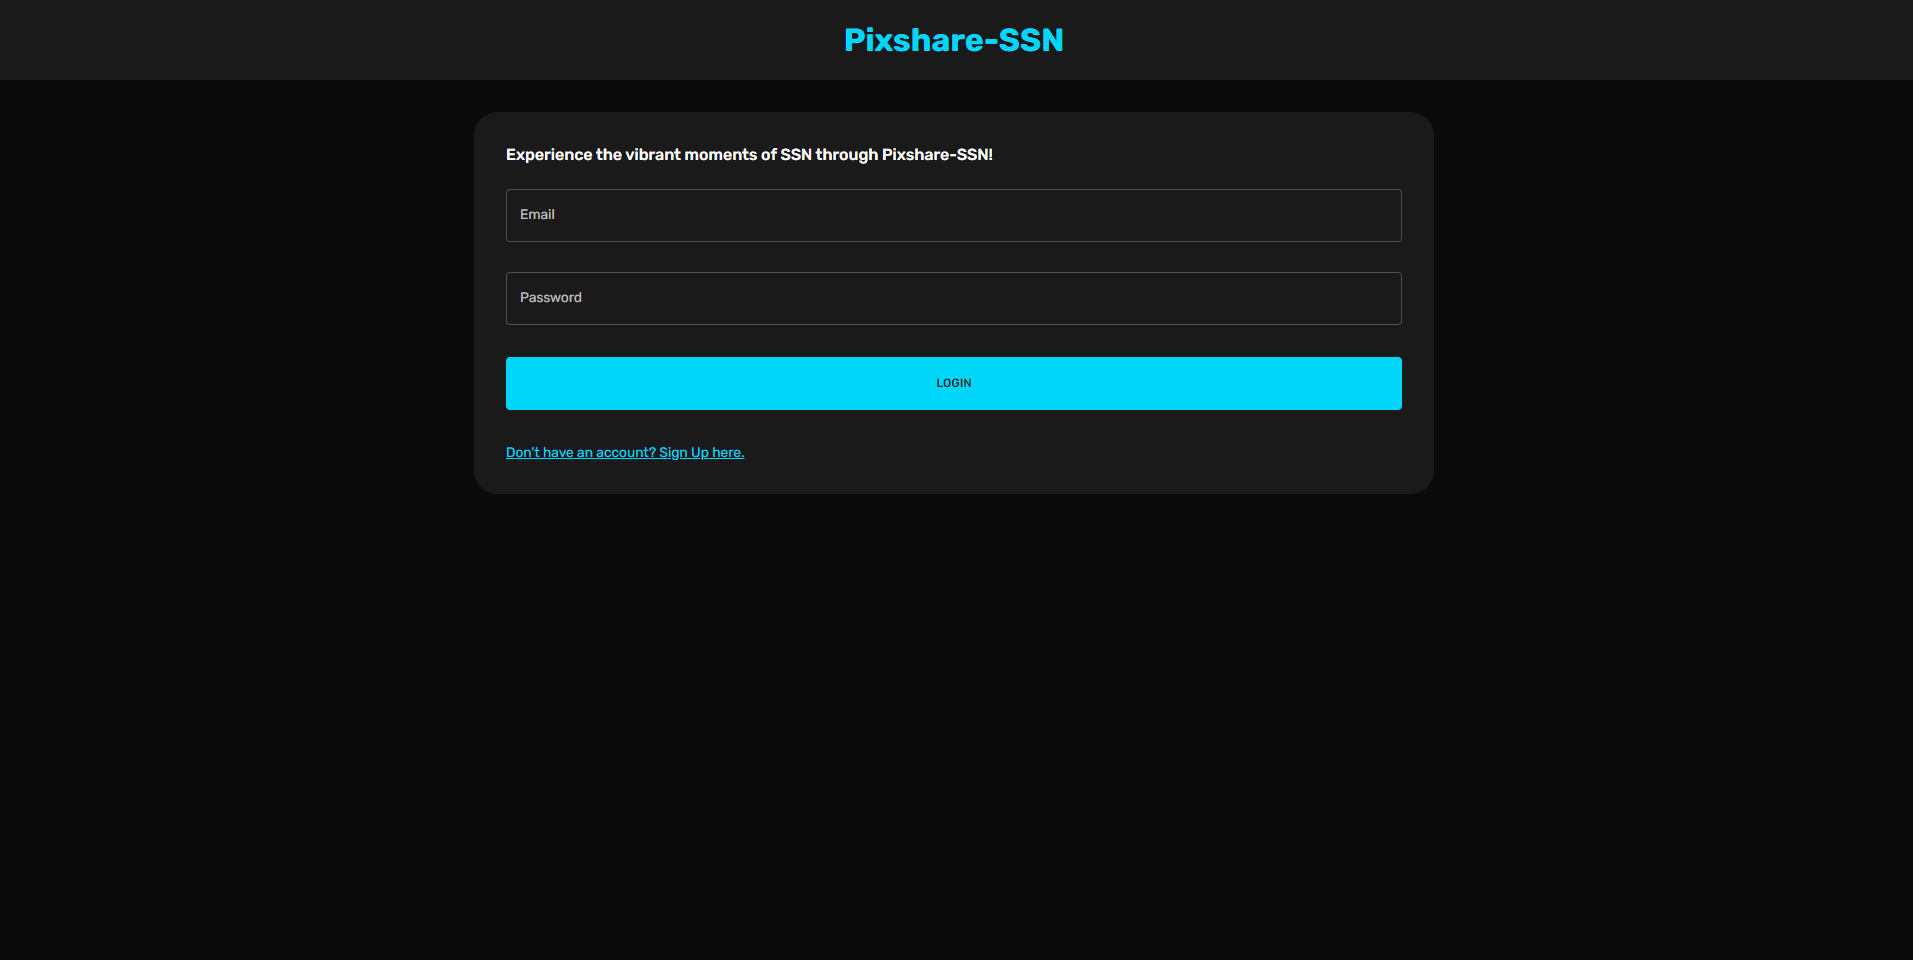 Pixshare-SSN
Experience the vibrant moments of SSN through Pixshare-SSN!
Email
Password
LOGIN
Don't have an account? Sign Up here.